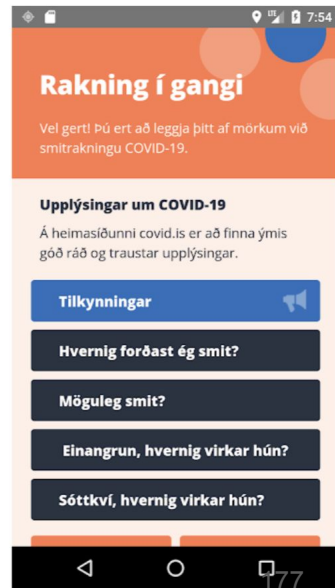 LTE 7:54
Rakning í gangi
Vel gert! Þú ert að leggja þitt af mörkum við
smitrakningu COVID-19.
Upplýsingar um COVID-19
Á heimasíðunni covid.is er að finna ýmis
góð ráð og traustar upplýsingar.
Tilkynningar
Hvernig forðast ég smit?
Möguleg smit?
Einangrun, hvernig virkar hún?
Sóttkví, hvernig virkar hún?
177